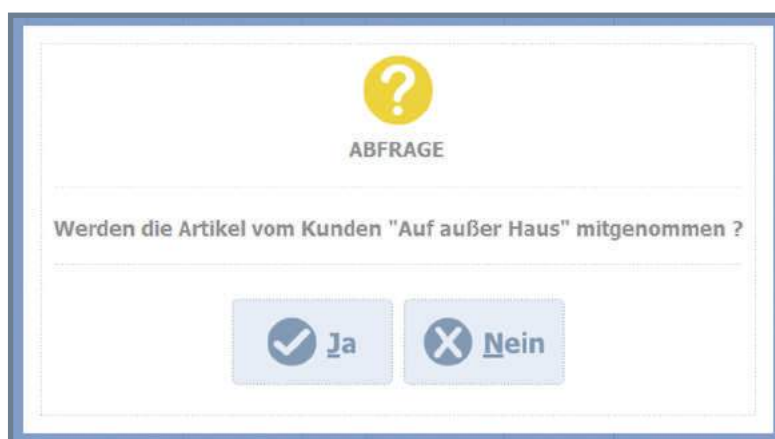 ABFRAGE
Werden die Artikel vom Kunden "Auf außer Haus" mitgenommen ?
Ja
Nein